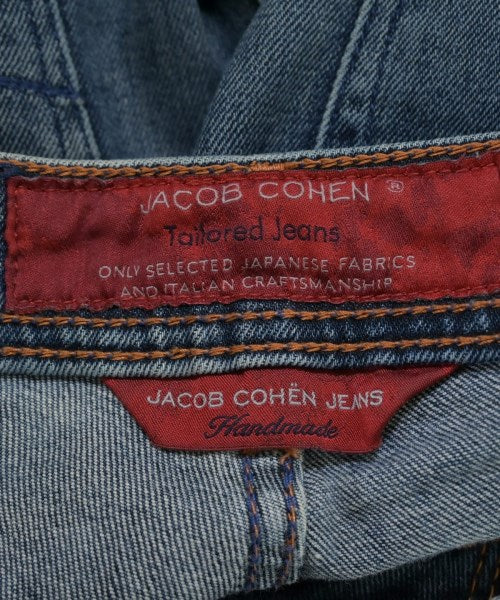 JACOB COHEN ®
Tailored Jeans
ONLY SELECTED JAPANESE FABRICS
AND ITALIAN CRAFTSMANSHIP
JACOB COHËN JEANS
Handmade